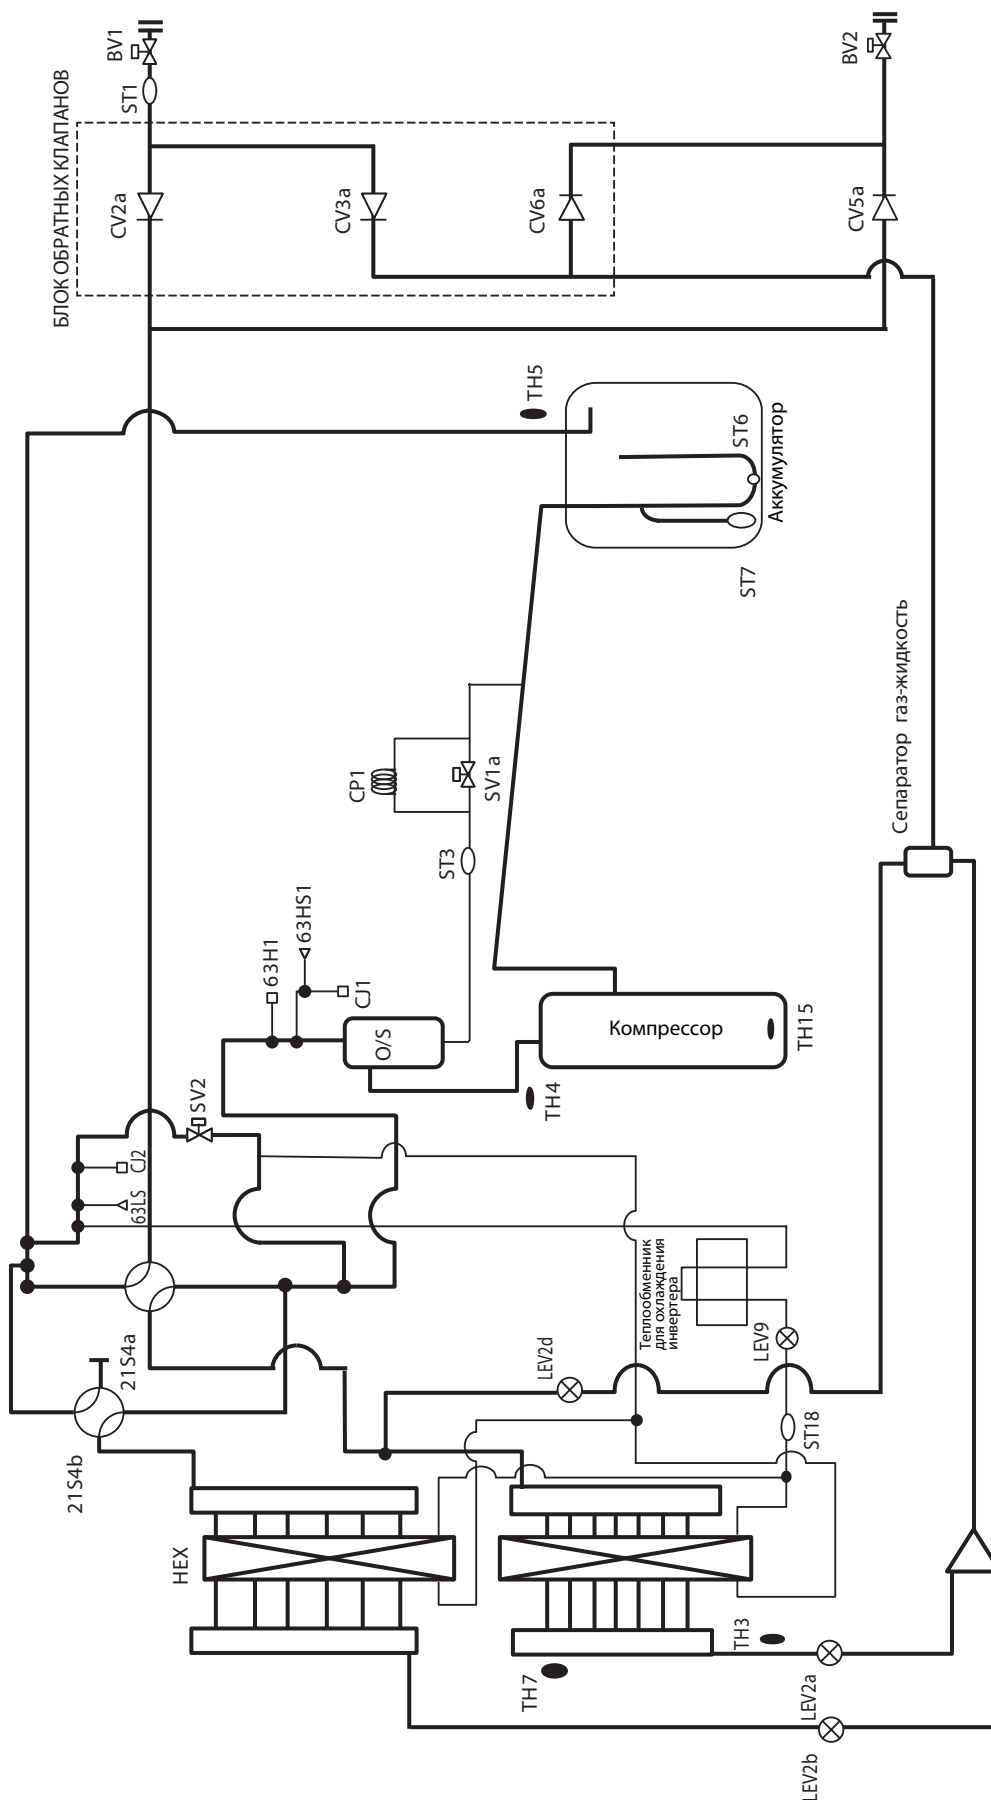 BV1
BV2
ST1
БЛОК ОБРАТНЫХ КЛАПАНОВ
CV2a
CV3a
CV6a
CV5a
TH5
ST6
Аккумулятор
ST7
CP1
SV1a
ST3
Сепаратор газ-жидкость
63H1
63HS1
CJ1
O/S
Компрессор
TH15
TH4
SV2
CJ2
63LS
Теплообменник
для охлаждения
инвертера
LEV9
21S4a
LEV2d
21S4b
ST18
HEX
TH3
TH7
LEV2a
LEV2b